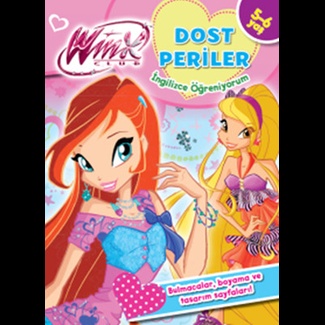 Winx
CLUB
DOST
PERİLER
İngilizce Öğreniyorum
5-6
yaş
Bulmacalar, boyama ve
tasarım sayfaları!